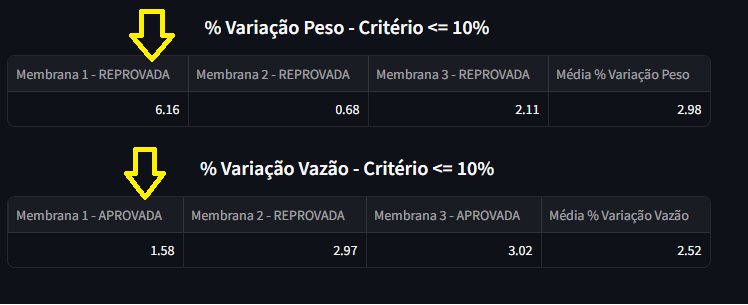 % Variação Peso - Critério <= 10%
Membrana 1 - REPROVADA Membrana 2 - REPROVADA Membrana 3 - REPROVADA Média % Variação Peso
6.16 0.68 2.11 2.98
% Variação Vazão - Critério <= 10%
Membrana 1 - APROVADA Membrana 2 - REPROVADA Membrana 3 - APROVADA Média % Variação Vazão
1.58 2.97 3.02 2.52